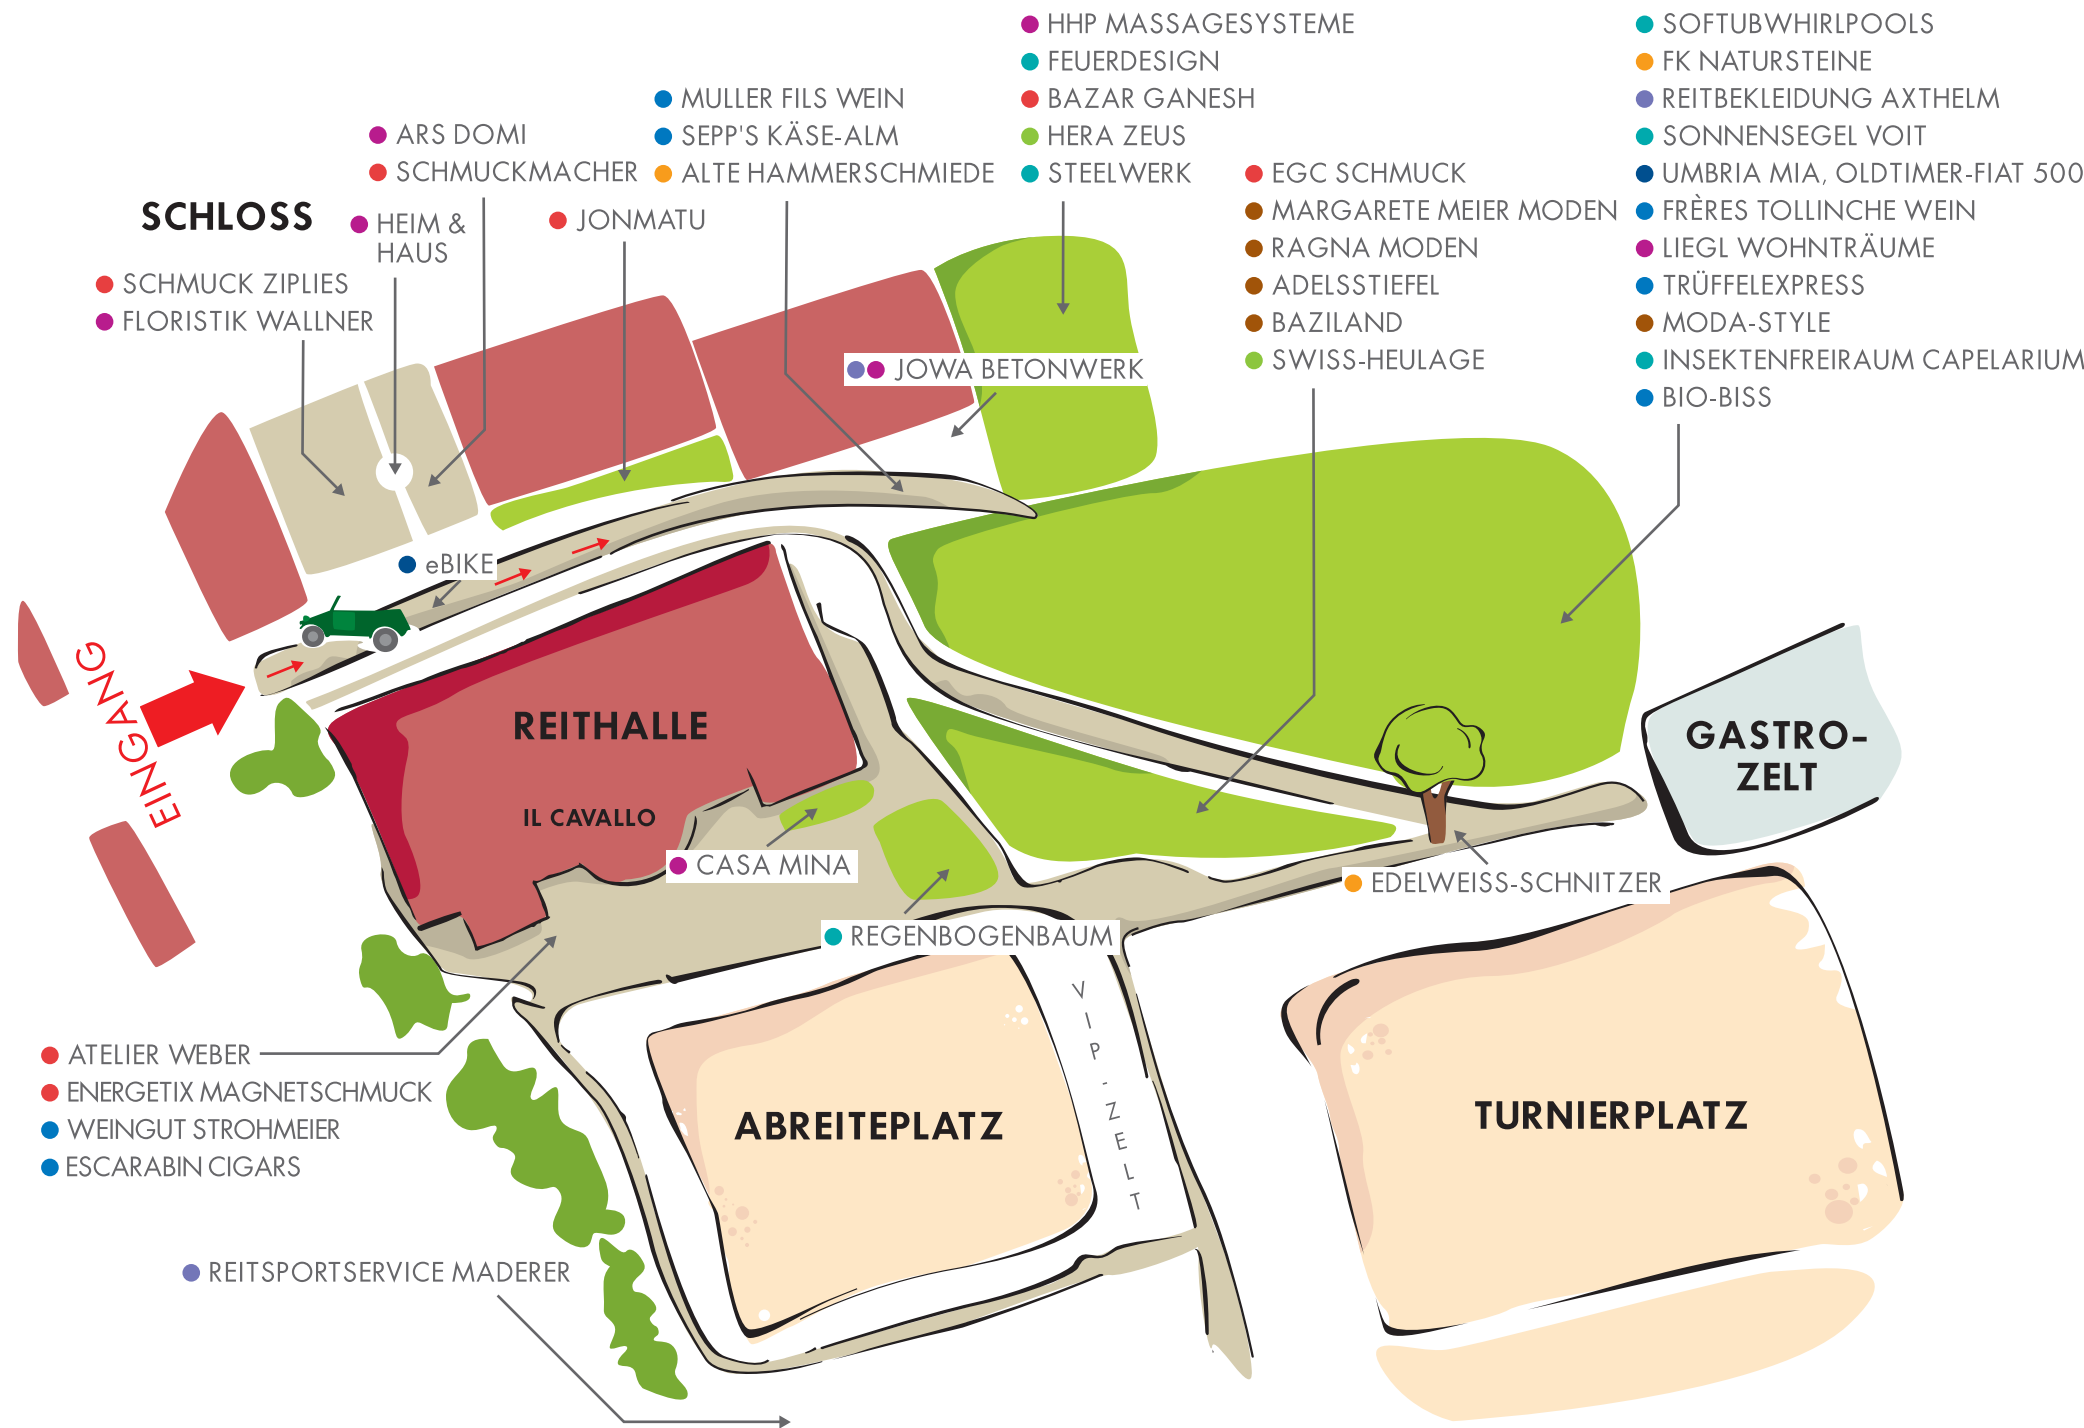 HHP MASSAGESYSTEME
FEUERDESIGN
BAZAR GANESH
HERA ZEUS
STEELWERK
SOFTUBWHIRLPOOLS
FK NATURSTEINE
REITBEKLEIDUNG AXTHELM
SONNENSEGEL VOIT
UMBRIA MIA, OLDTIMER-FIAT 500
FRÈRES TOLLINCHE WEIN
LIEGL WOHNTRÄUME
TRÜFFELEXPRESS
MODA-STYLE
INSEKTENFREIRAUM CAPELARIUM
BIO-BISS
MULLER FILS WEIN
SEPP'S KÄSE-ALM
ALTE HAMMERSCHMIEDE
ARS DOMI
SCHMUCKMACHER
EGC SCHMUCK
MARGARETE MEIER MODEN
RAGNA MODEN
ADELSSTIEFEL
BAZILAND
SWISS-HEULAGE
SCHLOSS
HEIM &
HAUS
JONMATU
SCHMUCK ZIPLIES
FLORISTIK WALLNER
JOWA BETONWERK
eBIKE
EINGANG
REITHALLE
IL CAVALLO
GASTRO-
ZELT
CASA MINA
EDELWEISS-SCHNITZER
REGENBOGENBAUM
VIP-ZELT
ATELIER WEBER
ENERGETIX MAGNETSCHMUCK
WEINGUT STROHMEIER
ESCARABIN CIGARS
ABREITEPLATZ
TURNIERPLATZ
REITSPORTSERVICE MADERER